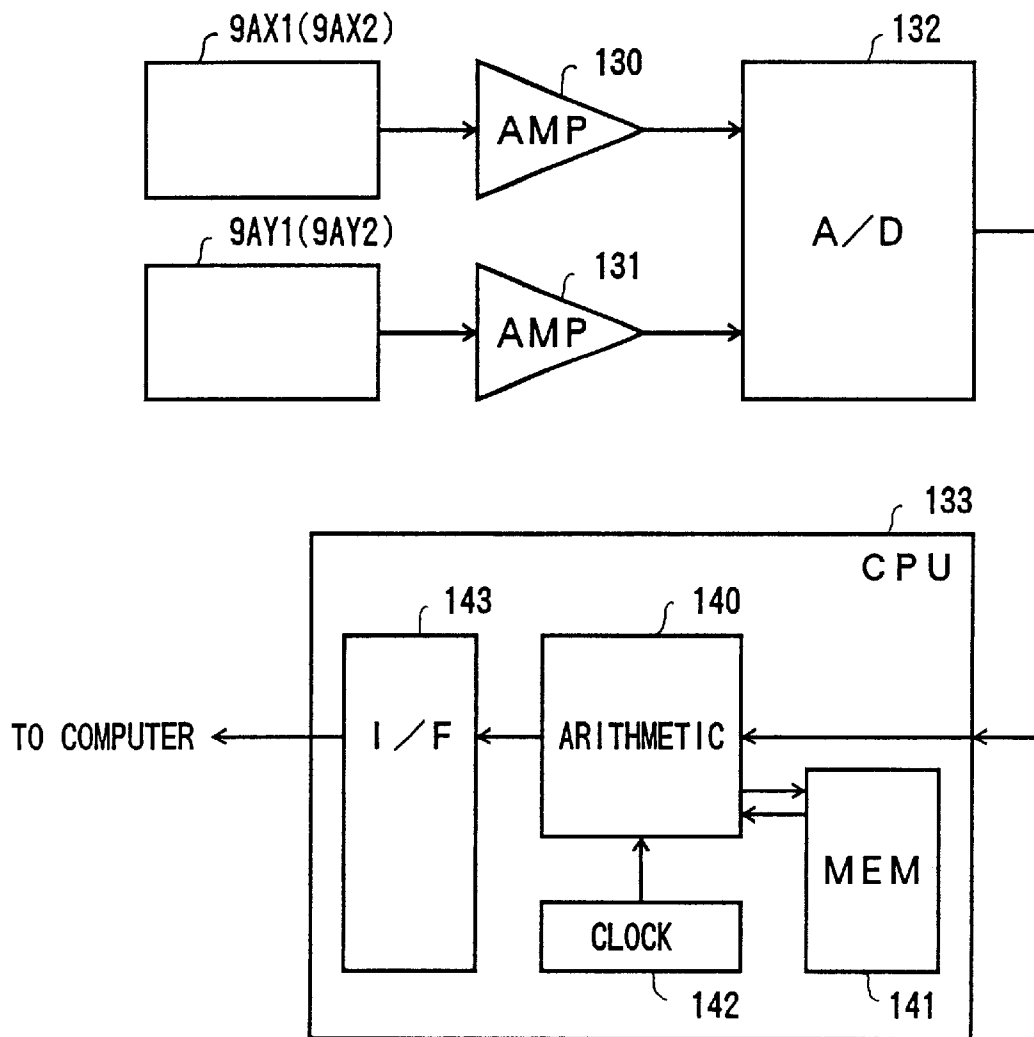 9AX1(9AX2)
130
132
AMP
A/D
9AY1(9AY2)
131
AMP
133
CPU
143
140
TO COMPUTER
I/F
ARITHMETIC
MEM
CLOCK
142
141